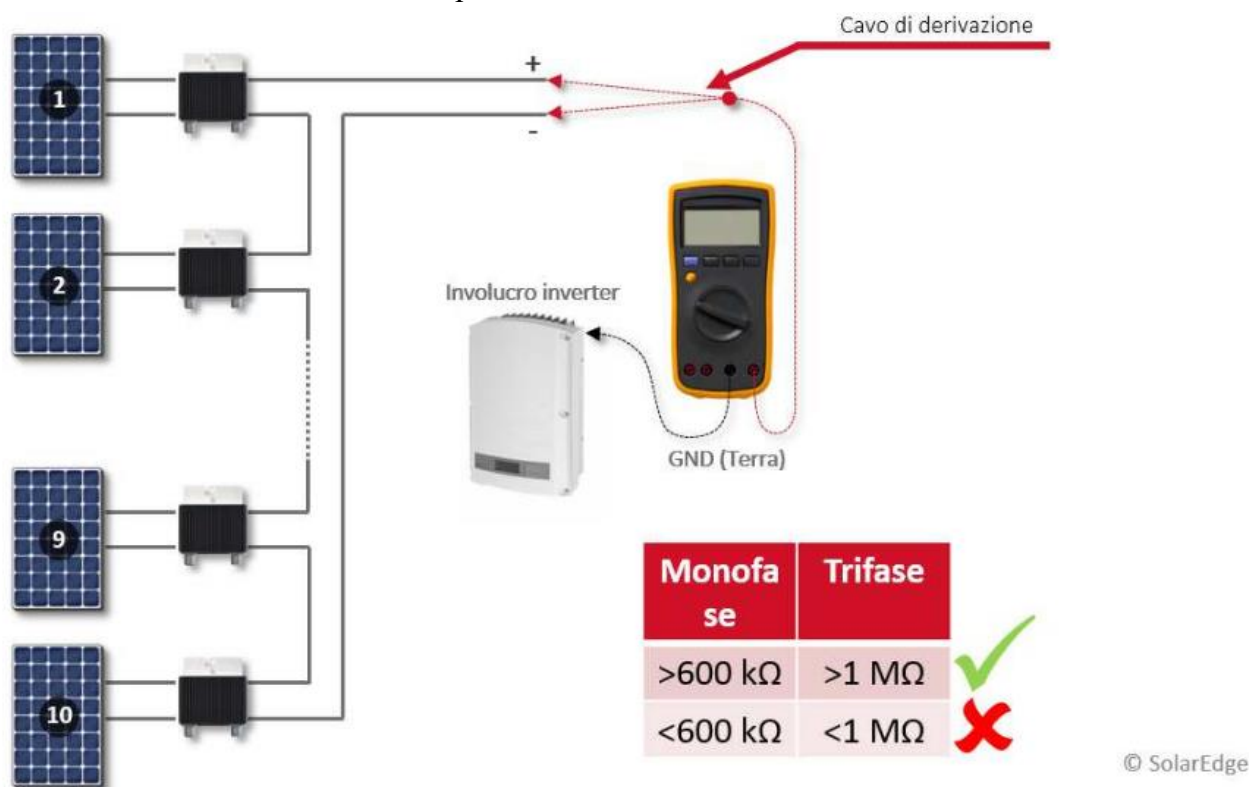 Cavo di derivazione
+
-
1
2
Involucro inverter
GND (Terra)
9
10
Monofa
se
Trifase
>600 kΩ >1 MΩ
<600 kΩ <1 MΩ
© SolarEdge